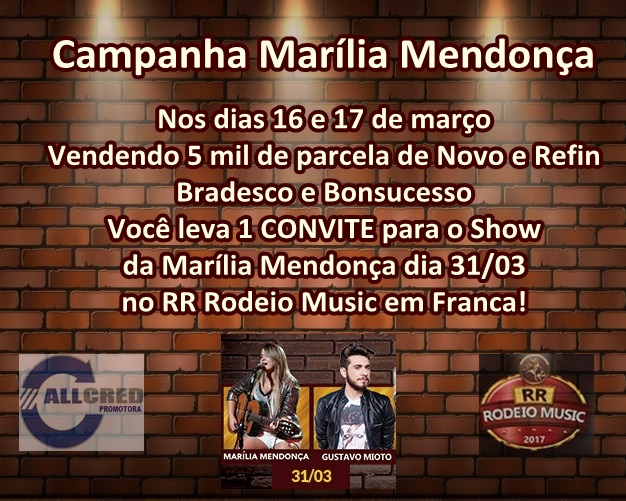 Campanha Marília Mendonça
Nos dias 16 e 17 de março
Vendendo 5 mil de parcela de Novo e Refin
Bradesco e Bonsucesso
Você leva 1 CONVITE para o Show
da Marília Mendonça dia 31/03
no RR Rodeio Music em Franca!
ALLCRED
PROMOTORA
MARÍLIA MENDONÇA
GUSTAVO MIOTO
31/03
RR
RODEIO MUSIC
2017